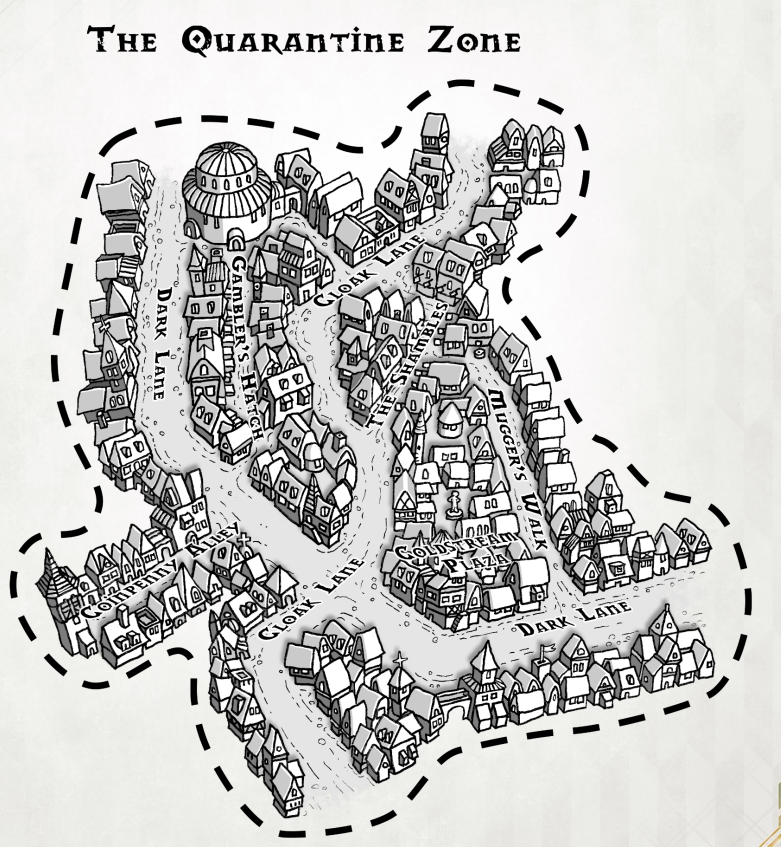 The Quarantine Zone
Cloak Lane
Gambler's Hatch
Dark Lane
The Shambles
Mugger's Walk
Compenny Alley
Goldstream
Plaza
Cloak Lane
Dark Lane